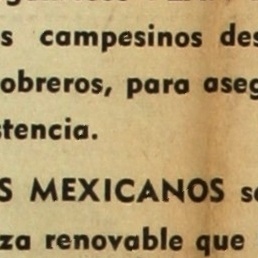 s campesinos des
obreros, para aseg
stencia.
S MEXICANOS s
za renovable que